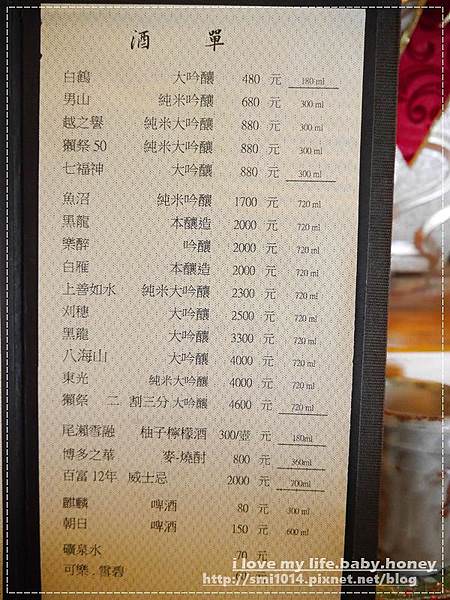 酒 單
白鶴 大吟釀 480 元 180 ml
男山 純米吟釀 680 元 300 ml
越之譽 純米大吟釀 880 元 300 ml
獺祭 50 純米大吟釀 880 元 300 ml
七福神 大吟釀 880 元 300 ml
魚沼 純米吟釀 1700 元 720 ml
黑龍 本釀造 2000 元 720 ml
樂醉 吟釀 2000 元 720 ml
白雁 本釀造 2000 元 720 ml
上善如水 純米大吟釀 2300 元 720 ml
刈穗 大吟釀 2500 元 720 ml
黑龍 大吟釀 3300 元 720 ml
八海山 大吟釀 4000 元 720 ml
東光 純米大吟釀 4000 元 720 ml
獺祭 二 割三分 大吟釀 4600 元 720 ml
尾瀨雪融 柚子檸檬酒 300/壺 元 180ml
博多之華 麥-燒酎 800 元 360ml
百富 12年 威士忌 2000 元 700ml
麒麟 啤酒 80 元 300 ml
朝日 啤酒 150 元 600 ml
礦泉水 70 元
可樂 . 雪碧 元
i love my life.baby.honey
http://smi1014.pixnet.net/blog